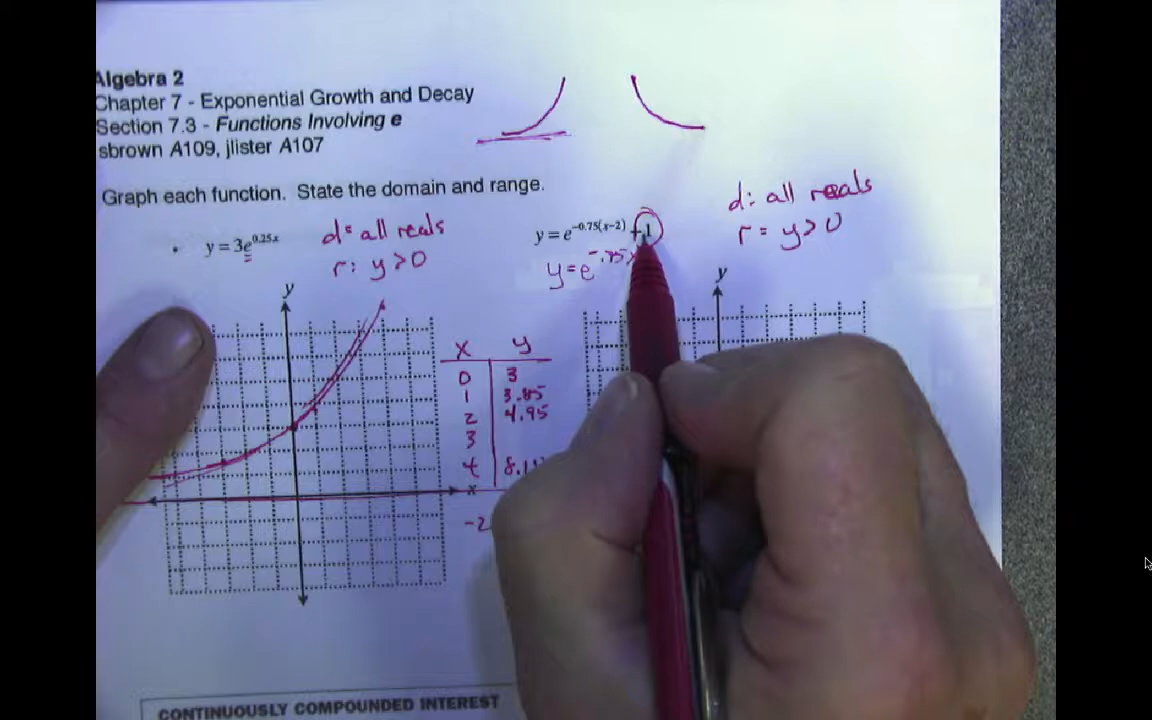 Algebra 2
Chapter 7 - Exponential Growth and Decay
Section 7.3 - Functions Involving e
sbrown A109, jlister A107
Graph each function. State the domain and range.
y = 3e^0.25x
d= all reals
r: y > 0
y = e^-0.75(x-2) + 1
y = e^-.75x
d: all reals
r = y > 0
y
x y
0 3
1 3.85
2 4.95
3
4
-2
x
y
CONTINUOUSLY COMPOUNDED INTEREST